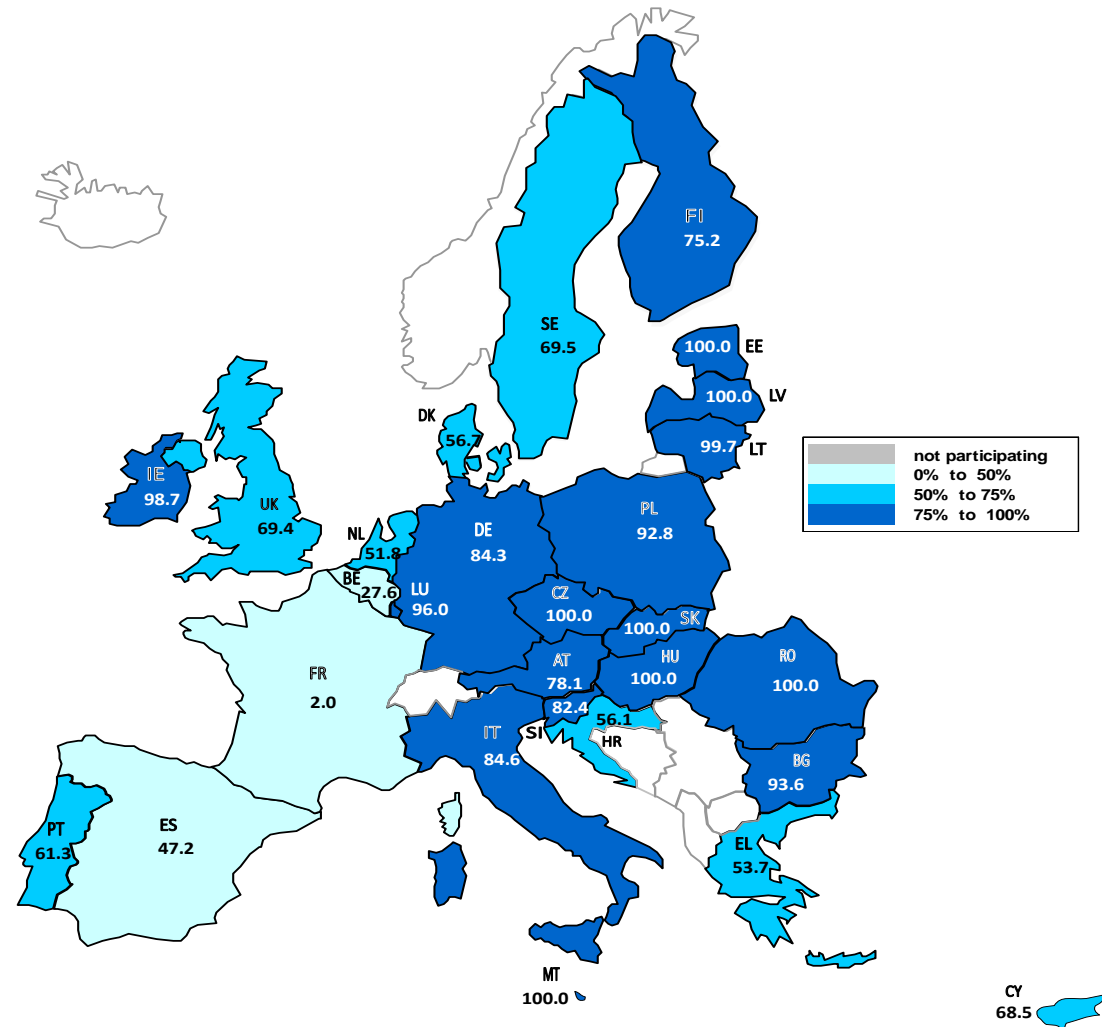 FI
75.2
SE
69.5
100.0
EE
100.0
LV
99.7
LT
DK
56.7
IE
98.7
UK
69.4
NL
51.8
BE
27.6
LU
96.0
DE
84.3
PL
92.8
CZ
100.0
SK
100.0
AT
78.1
HU
100.0
RO
100.0
FR
2.0
82.4
SI
56.1
HR
IT
84.6
BG
93.6
PT
61.3
ES
47.2
EL
53.7
MT
100.0
CY
68.5
not participating
0% to 50%
50% to 75%
75% to 100%